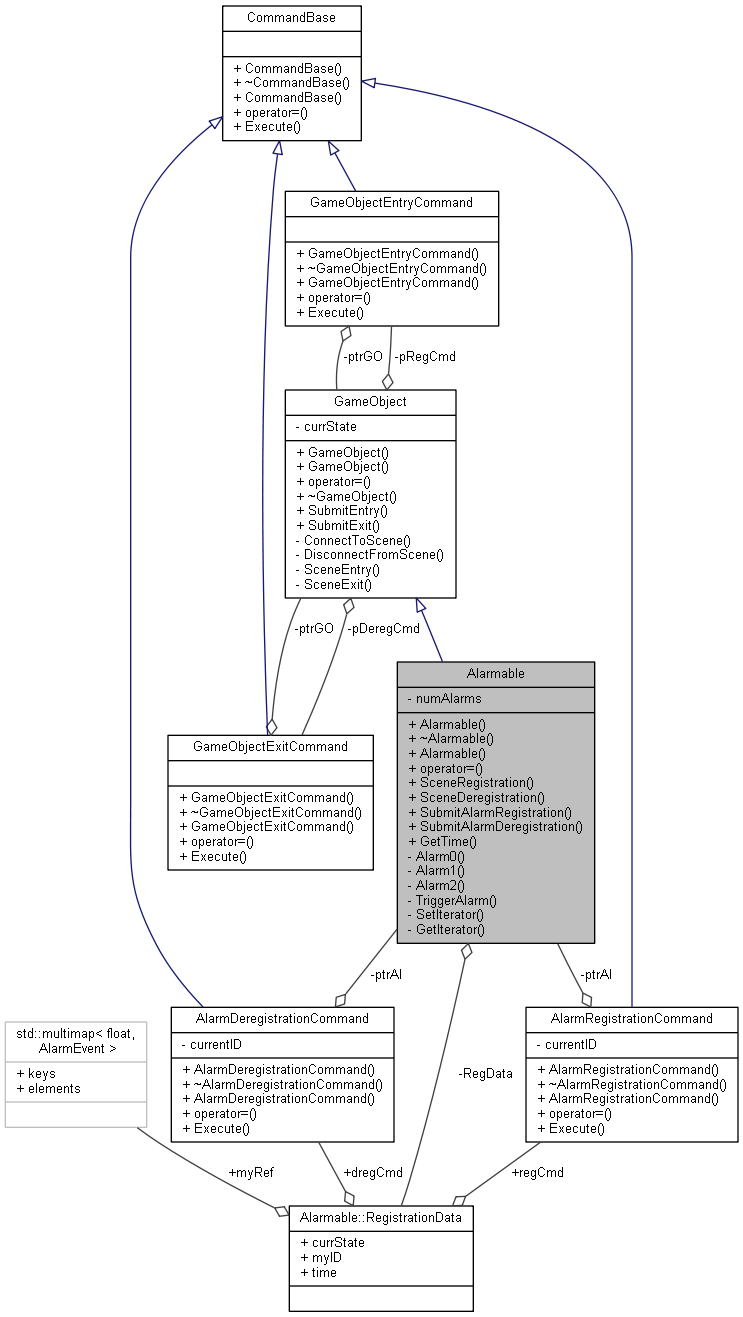 CommandBase
+ CommandBase()
+ ~CommandBase()
+ CommandBase()
+ operator=()
+ Execute()
GameObjectEntryCommand
+ GameObjectEntryCommand()
+ ~GameObjectEntryCommand()
+ GameObjectEntryCommand()
+ operator=()
+ Execute()
-ptrGO
-pRegCmd
GameObject
- currState
+ GameObject()
+ GameObject()
+ operator=()
+ ~GameObject()
+ SubmitEntry()
+ SubmitExit()
- ConnectToScene()
- DisconnectFromScene()
- SceneEntry()
- SceneExit()
-ptrGO
-pDeregCmd
Alarmable
- numAlarms
+ Alarmable()
+ ~Alarmable()
+ Alarmable()
+ operator=()
+ SceneRegistration()
+ SceneDeregistration()
+ SubmitAlarmRegistration()
+ SubmitAlarmDeregistration()
+ GetTime()
- Alarm0()
- Alarm1()
- Alarm2()
- TriggerAlarm()
- SetIterator()
- GetIterator()
GameObjectExitCommand
+ GameObjectExitCommand()
+ ~GameObjectExitCommand()
+ GameObjectExitCommand()
+ operator=()
+ Execute()
-ptrAl
-ptrAl
-RegData
std::multimap< float,
AlarmEvent >
+ keys
+ elements
AlarmDeregistrationCommand
- currentID
+ AlarmDeregistrationCommand()
+ ~AlarmDeregistrationCommand()
+ AlarmDeregistrationCommand()
+ operator=()
+ Execute()
AlarmRegistrationCommand
- currentID
+ AlarmRegistrationCommand()
+ ~AlarmRegistrationCommand()
+ AlarmRegistrationCommand()
+ operator=()
+ Execute()
+myRef
+dregCmd
+regCmd
Alarmable::RegistrationData
+ currState
+ myID
+ time